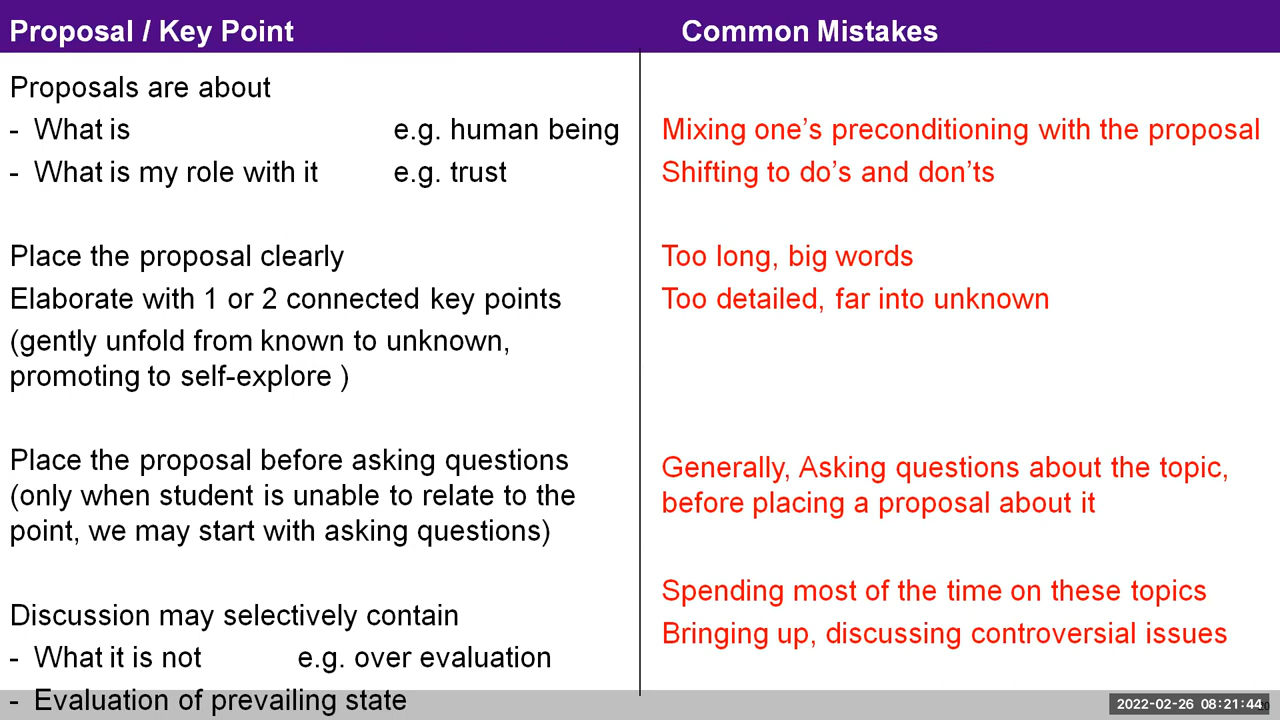 Proposal / Key Point
Common Mistakes
Proposals are about
- What is e.g. human being
- What is my role with it e.g. trust
Place the proposal clearly
Elaborate with 1 or 2 connected key points
(gently unfold from known to unknown,
promoting to self-explore )
Place the proposal before asking questions
(only when student is unable to relate to the
point, we may start with asking questions)
Discussion may selectively contain
- What it is not e.g. over evaluation
- Evaluation of prevailing state
Mixing one's preconditioning with the proposal
Shifting to do's and don'ts
Too long, big words
Too detailed, far into unknown
Generally, Asking questions about the topic,
before placing a proposal about it
Spending most of the time on these topics
Bringing up, discussing controversial issues
2022-02-26 08:21:44